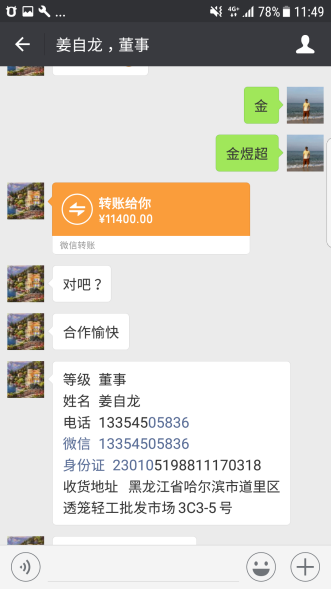 ... 4G+ 78% 11:49
姜自龙，董事
金
金煜超
转账给你
¥11400.00
微信转账
对吧？
合作愉快
等级 董事
姓名 姜自龙
电话 13354505836
微信 13354505836
身份证 230105198811170318
收货地址 黑龙江省哈尔滨市道里区
透笼轻工批发市场3C3-5号